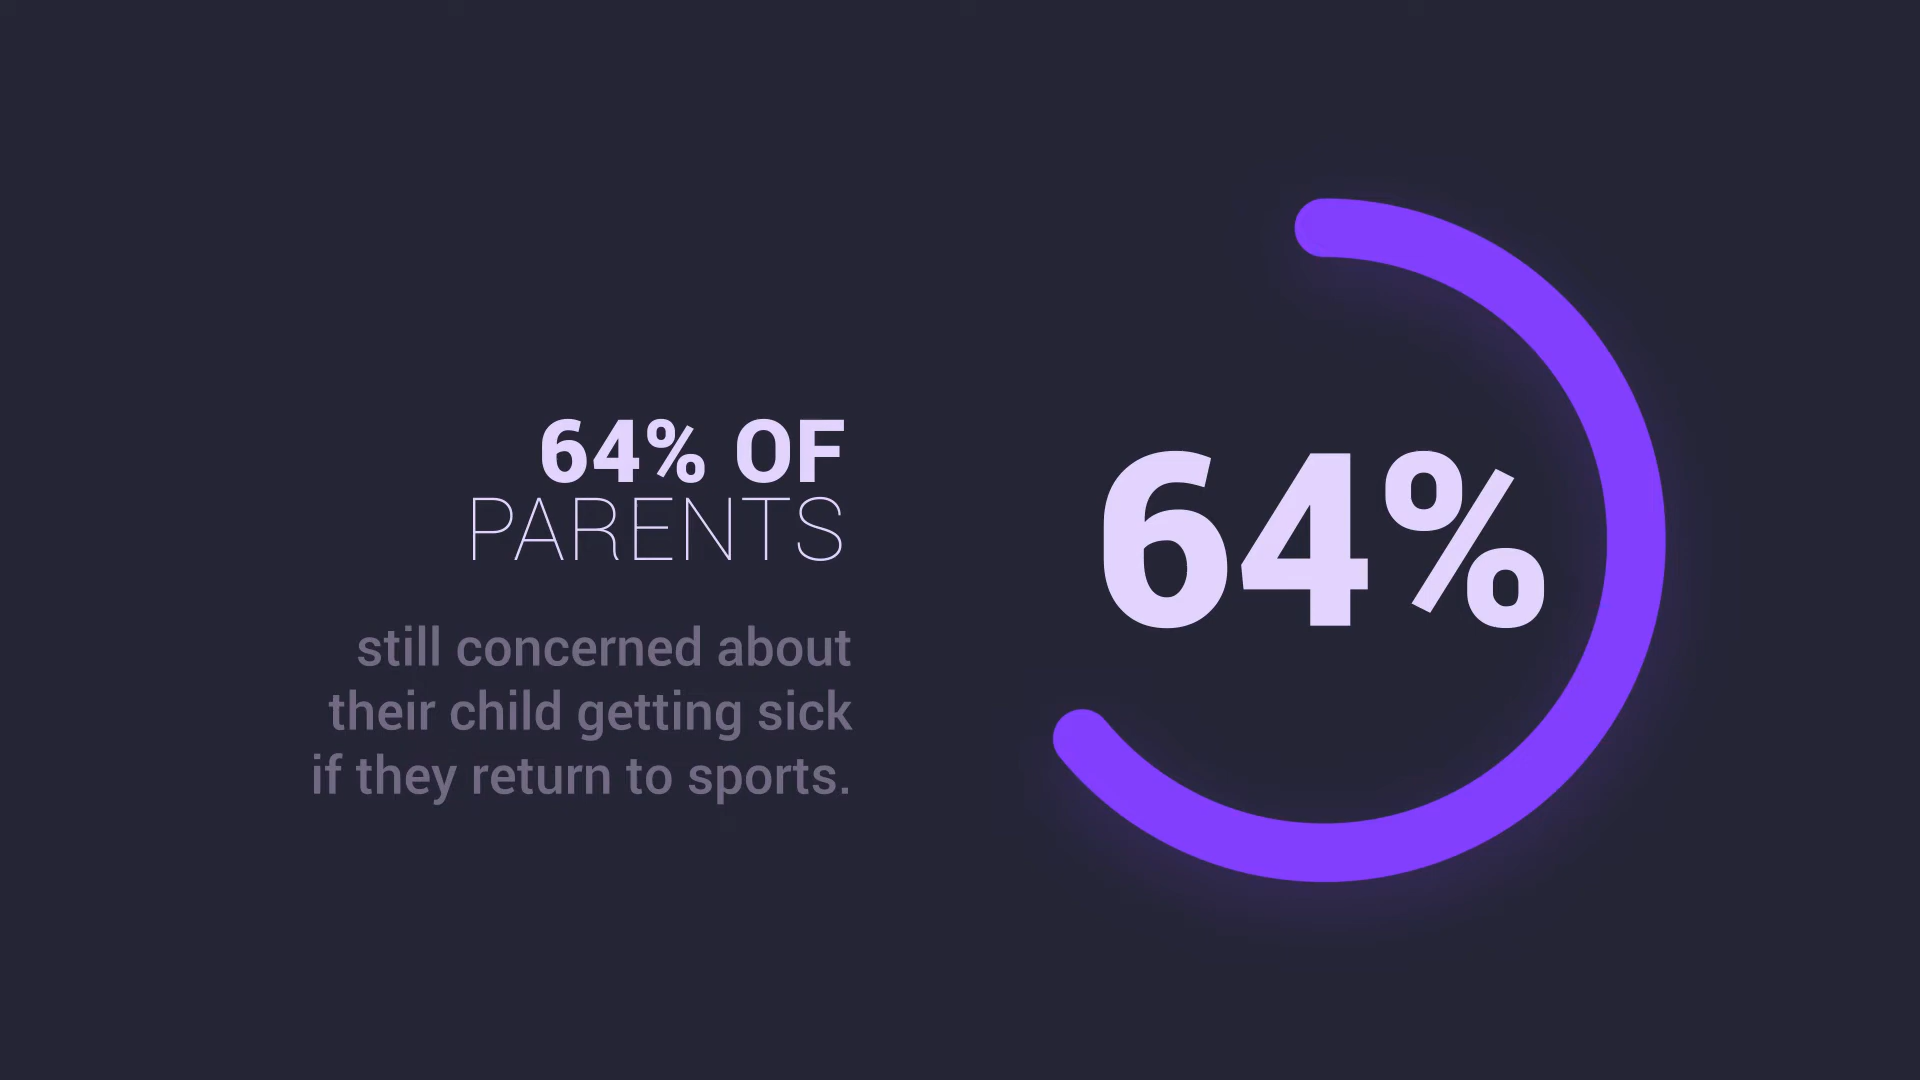 64% OF
PARENTS
still concerned about
their child getting sick
if they return to sports.
64%